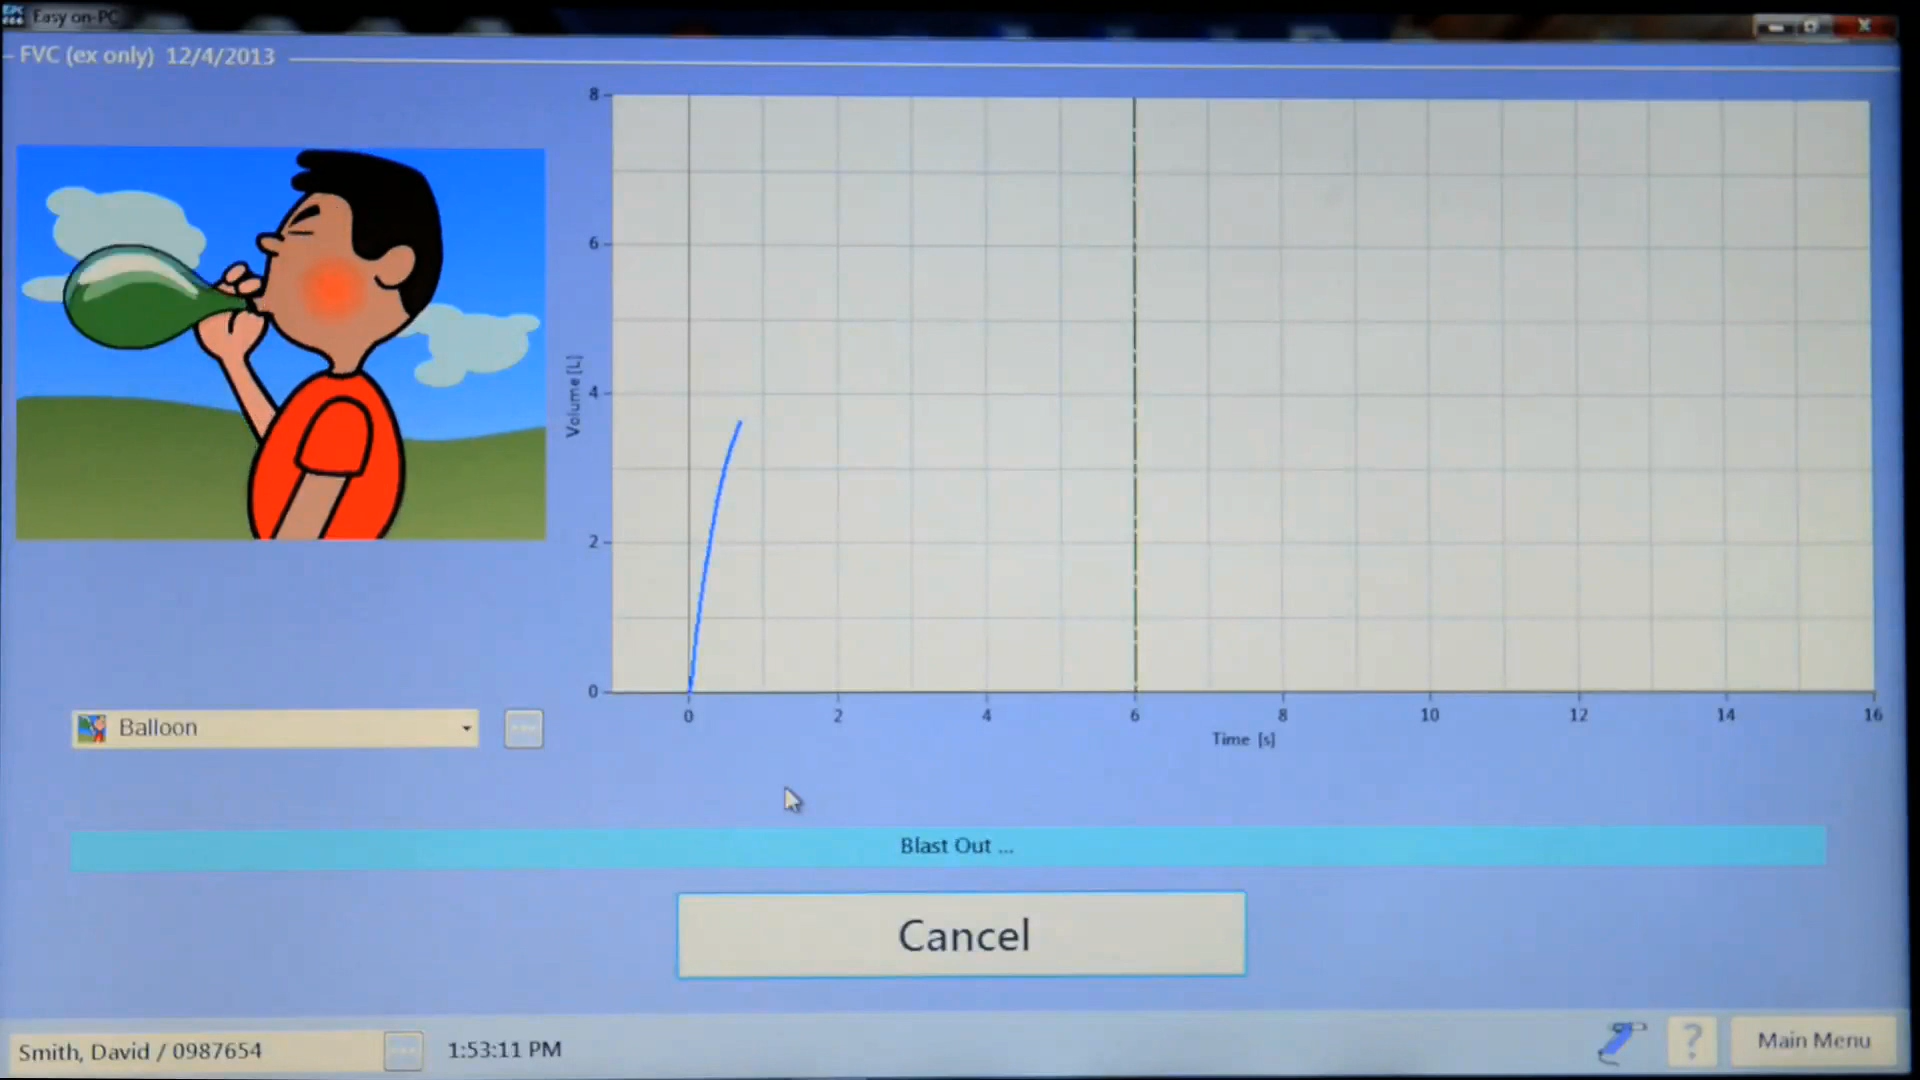 Easy on-PC
FVC (ex only) 12/4/2013
8
6
4
2
0
Volume [L]
0 2 4 6 8 10 12 14 16
Time [s]
Balloon
Blast Out ...
Cancel
Smith, David / 0987654
1:53:11 PM
?
Main Menu